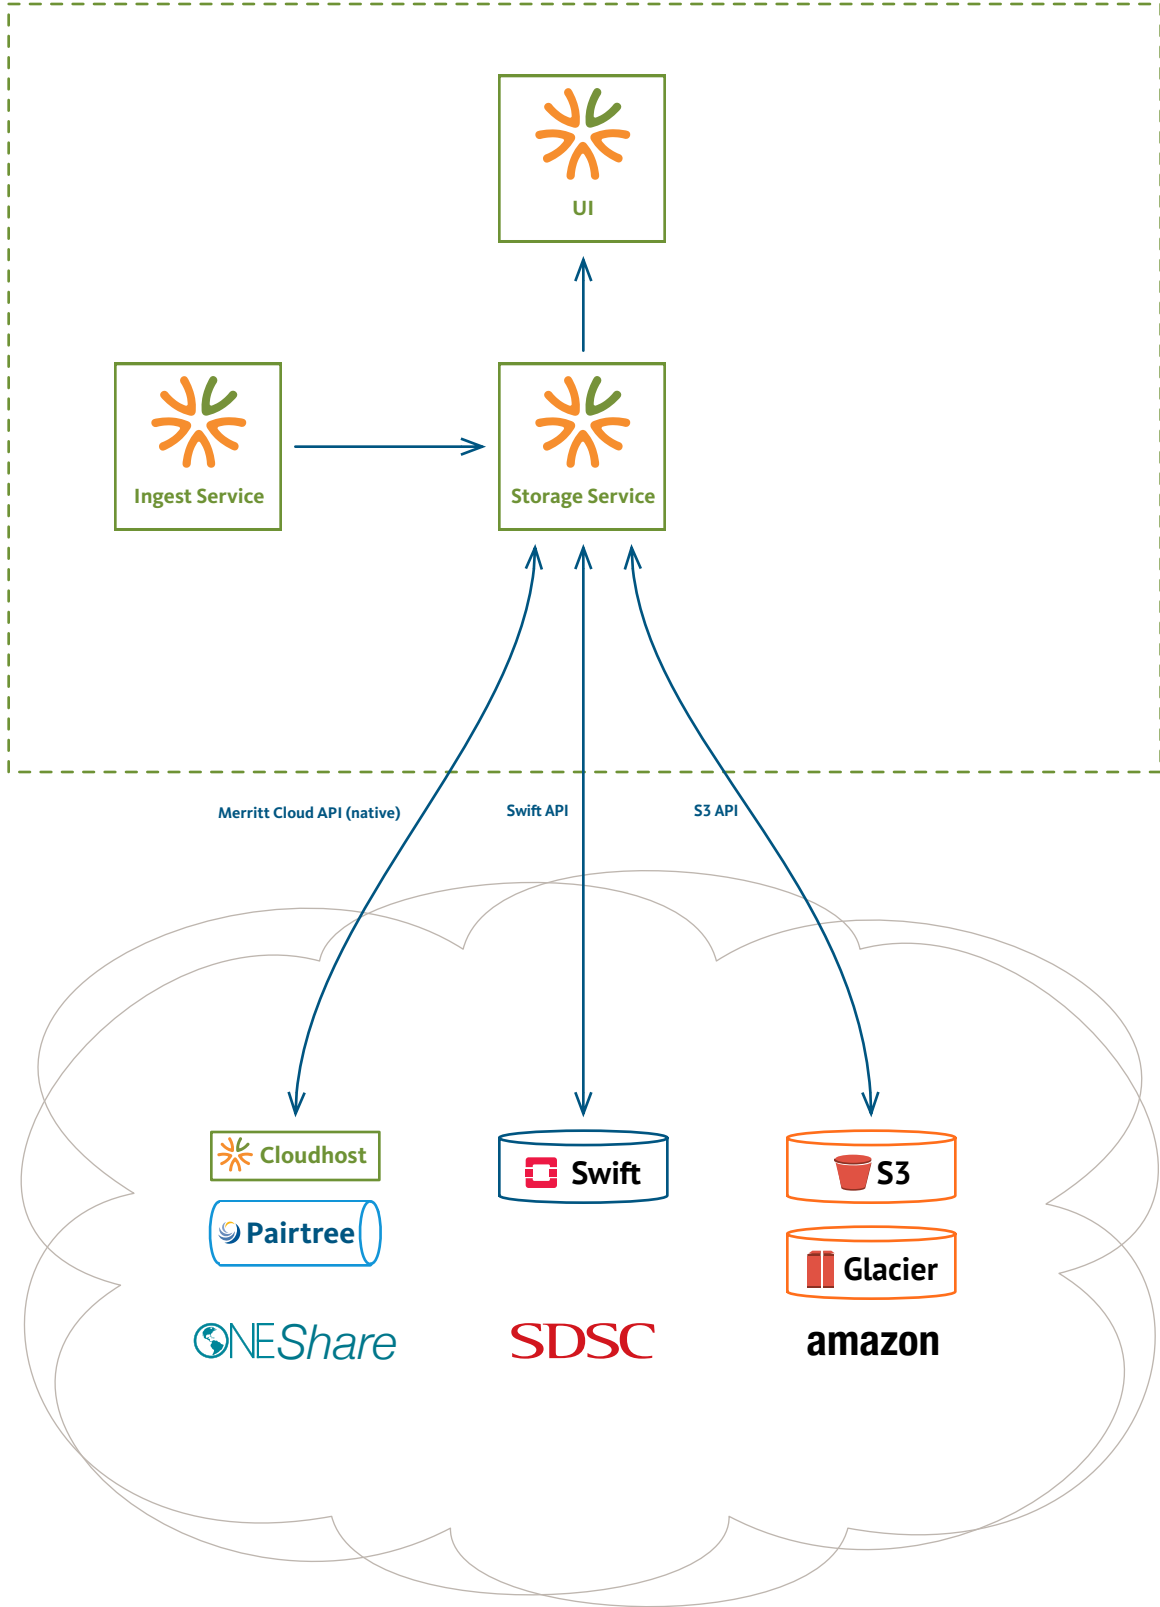 UI
Ingest Service
Storage Service
Merritt Cloud API (native)
Swift API
S3 API
Cloudhost
Swift
S3
Pairtree
Glacier
ONEShare
SDSC
amazon